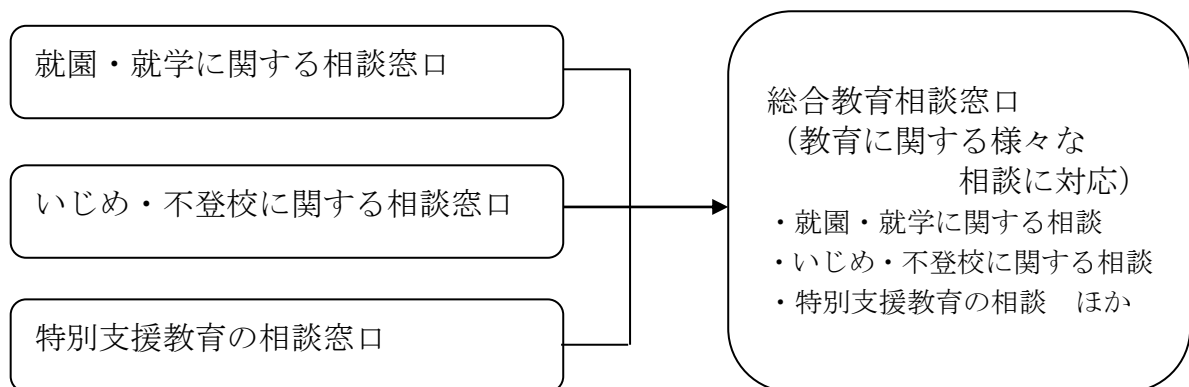 就園・就学に関する相談窓口
いじめ・不登校に関する相談窓口
特別支援教育の相談窓口
総合教育相談窓口
（教育に関する様々な
相談に対応）
・就園・就学に関する相談
・いじめ・不登校に関する相談
・特別支援教育の相談　ほか